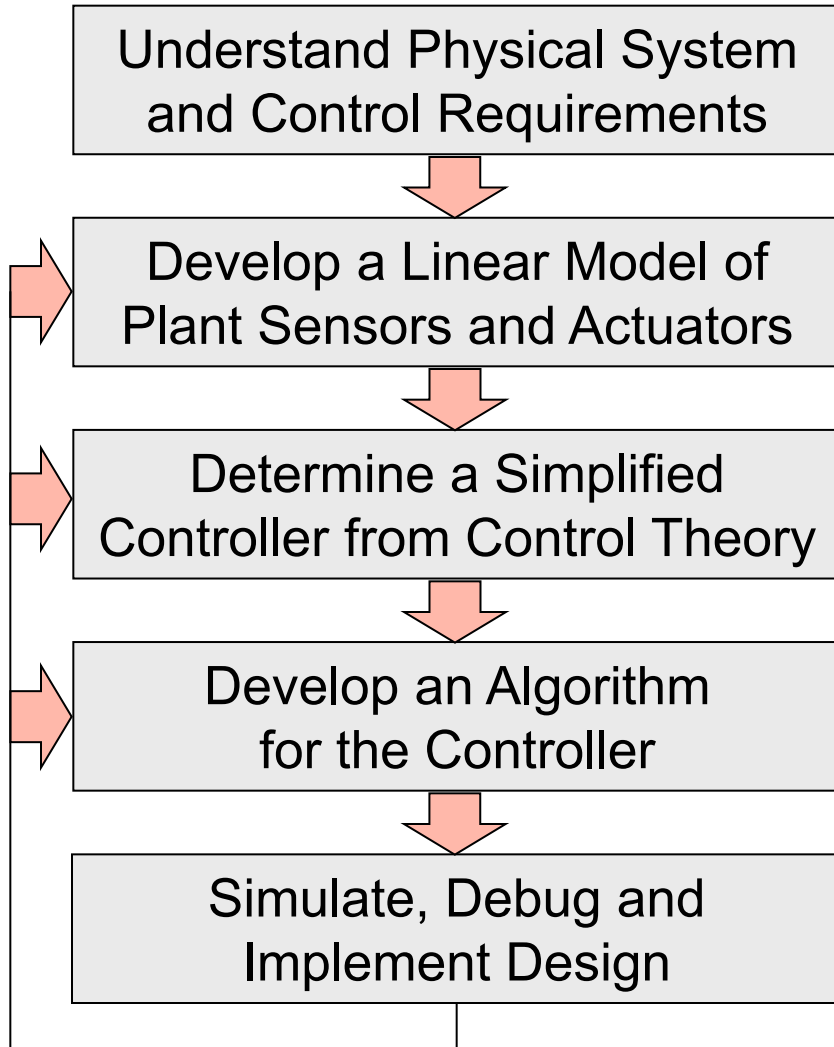 Understand Physical System
and Control Requirements
Develop a Linear Model of
Plant Sensors and Actuators
Determine a Simplified
Controller from Control Theory
Develop an Algorithm
for the Controller
Simulate, Debug and
Implement Design